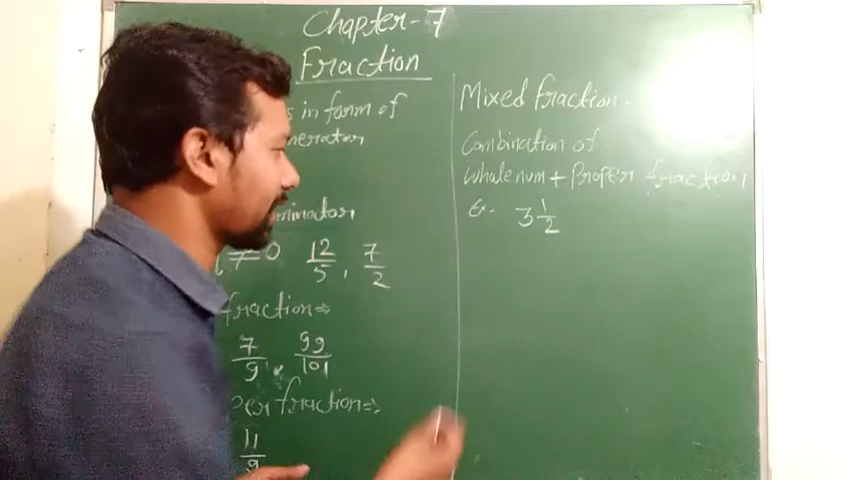 Chapter-7
Fraction
s in form of
nerator
minator
≠ 0 12/5, 7/2
fraction ⇒
7/9, 99/101
per fraction ⇒
11/9
Mixed fraction -
Combination of
whole num + Proper fraction
Ex- 3 1/2